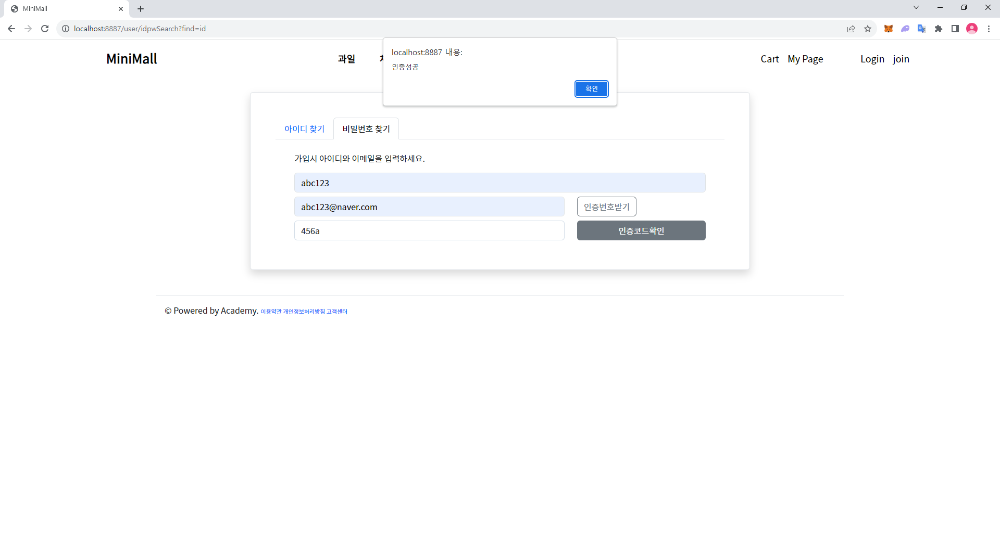 MiniMall
localhost:8887/user/idpwSearch?find=id
localhost:8887 내용:
인증성공
확인
MiniMall
과일
Cart My Page Login join
아이디 찾기 비밀번호 찾기
가입시 아이디와 이메일을 입력하세요.
abc123
abc123@naver.com 인증번호받기
456a 인증코드확인
© Powered by Academy. 이용약관 개인정보처리방침 고객센터